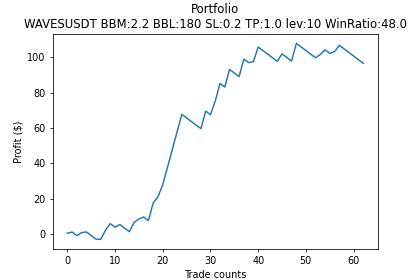 Portfolio
WAVESUSDT BBM:2.2 BBL:180 SL:0.2 TP:1.0 lev:10 WinRatio:48.0
100
80
60
40
20
0
Profit ($)
0 10 20 30 40 50 60
Trade counts